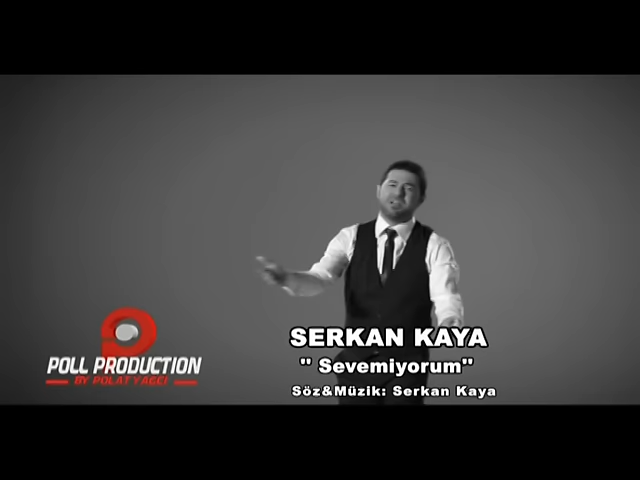 SERKAN KAYA
" Sevemiyorum"
Söz&Müzik: Serkan Kaya
POLL PRODUCTION
BY POLAT YAĞCI